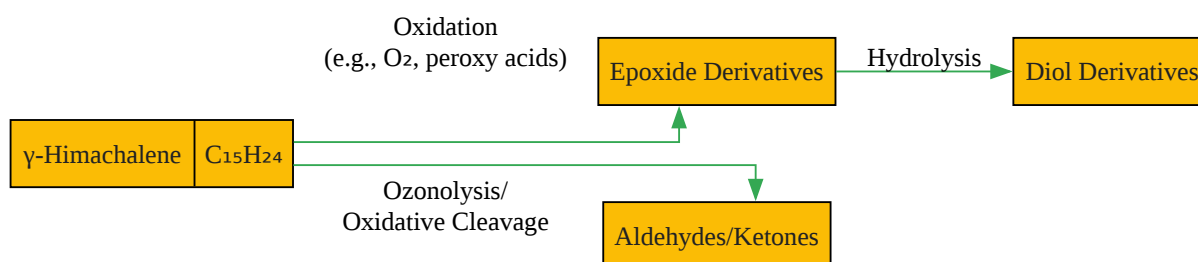 Oxidation
(e.g., O₂, peroxy acids)
Epoxide Derivatives
Hydrolysis
Diol Derivatives
γ-Himachalene
C₁₅H₂₄
Ozonolysis/
Oxidative Cleavage
Aldehydes/Ketones